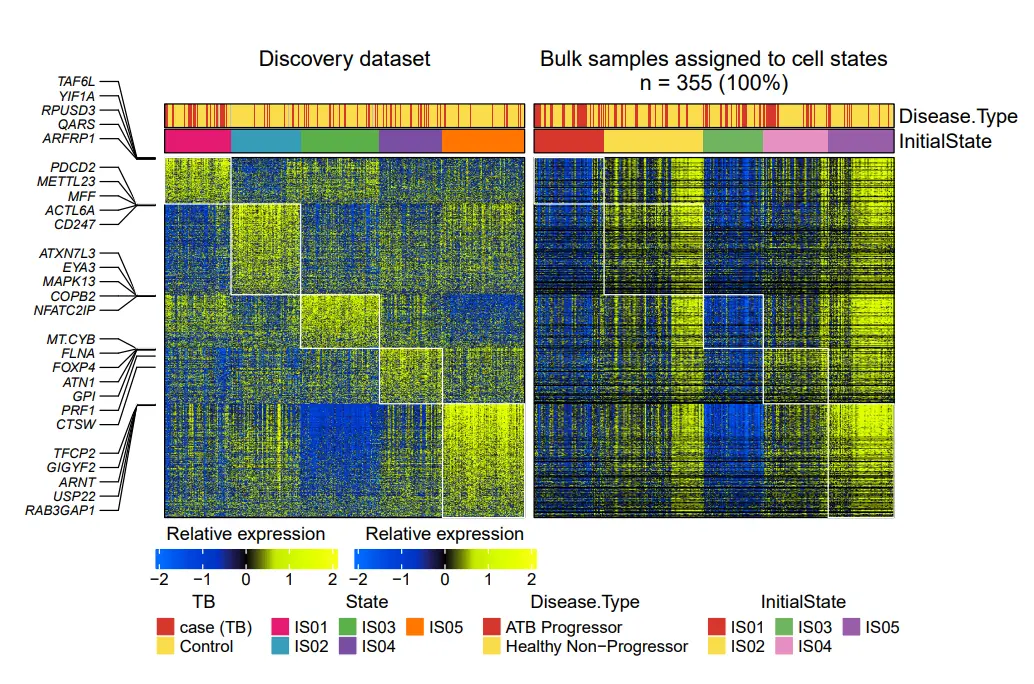 Discovery dataset
Bulk samples assigned to cell states
n = 355 (100%)
Disease.Type
InitialState
TAF6L
YIF1A
RPUSD3
QARS
ARFRP1
PDCD2
METTL23
MFF
ACTL6A
CD247
ATXN7L3
EYA3
MAPK13
COPB2
NFATC2IP
MT.CYB
FLNA
FOXP4
ATN1
GPI
PRF1
CTSW
TFCP2
GIGYF2
ARNT
USP22
RAB3GAP1
Relative expression Relative expression
−2 −1 0 1 2 −2 −1 0 1 2
TB State Disease.Type InitialState
case (TB) IS01 IS03 IS05 ATB Progressor IS01 IS03 IS05
Control IS02 IS04 Healthy Non−Progressor IS02 IS04